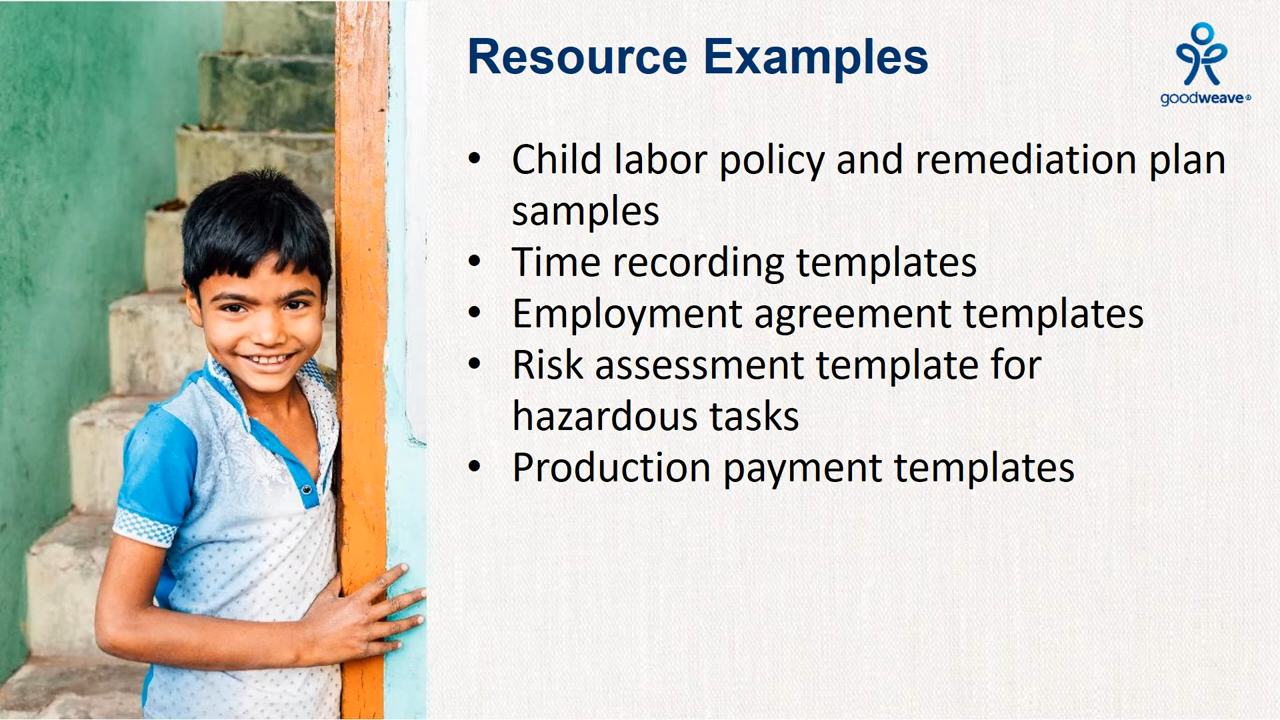 Resource Examples
goodweave®
• Child labor policy and remediation plan
samples
• Time recording templates
• Employment agreement templates
• Risk assessment template for
hazardous tasks
• Production payment templates